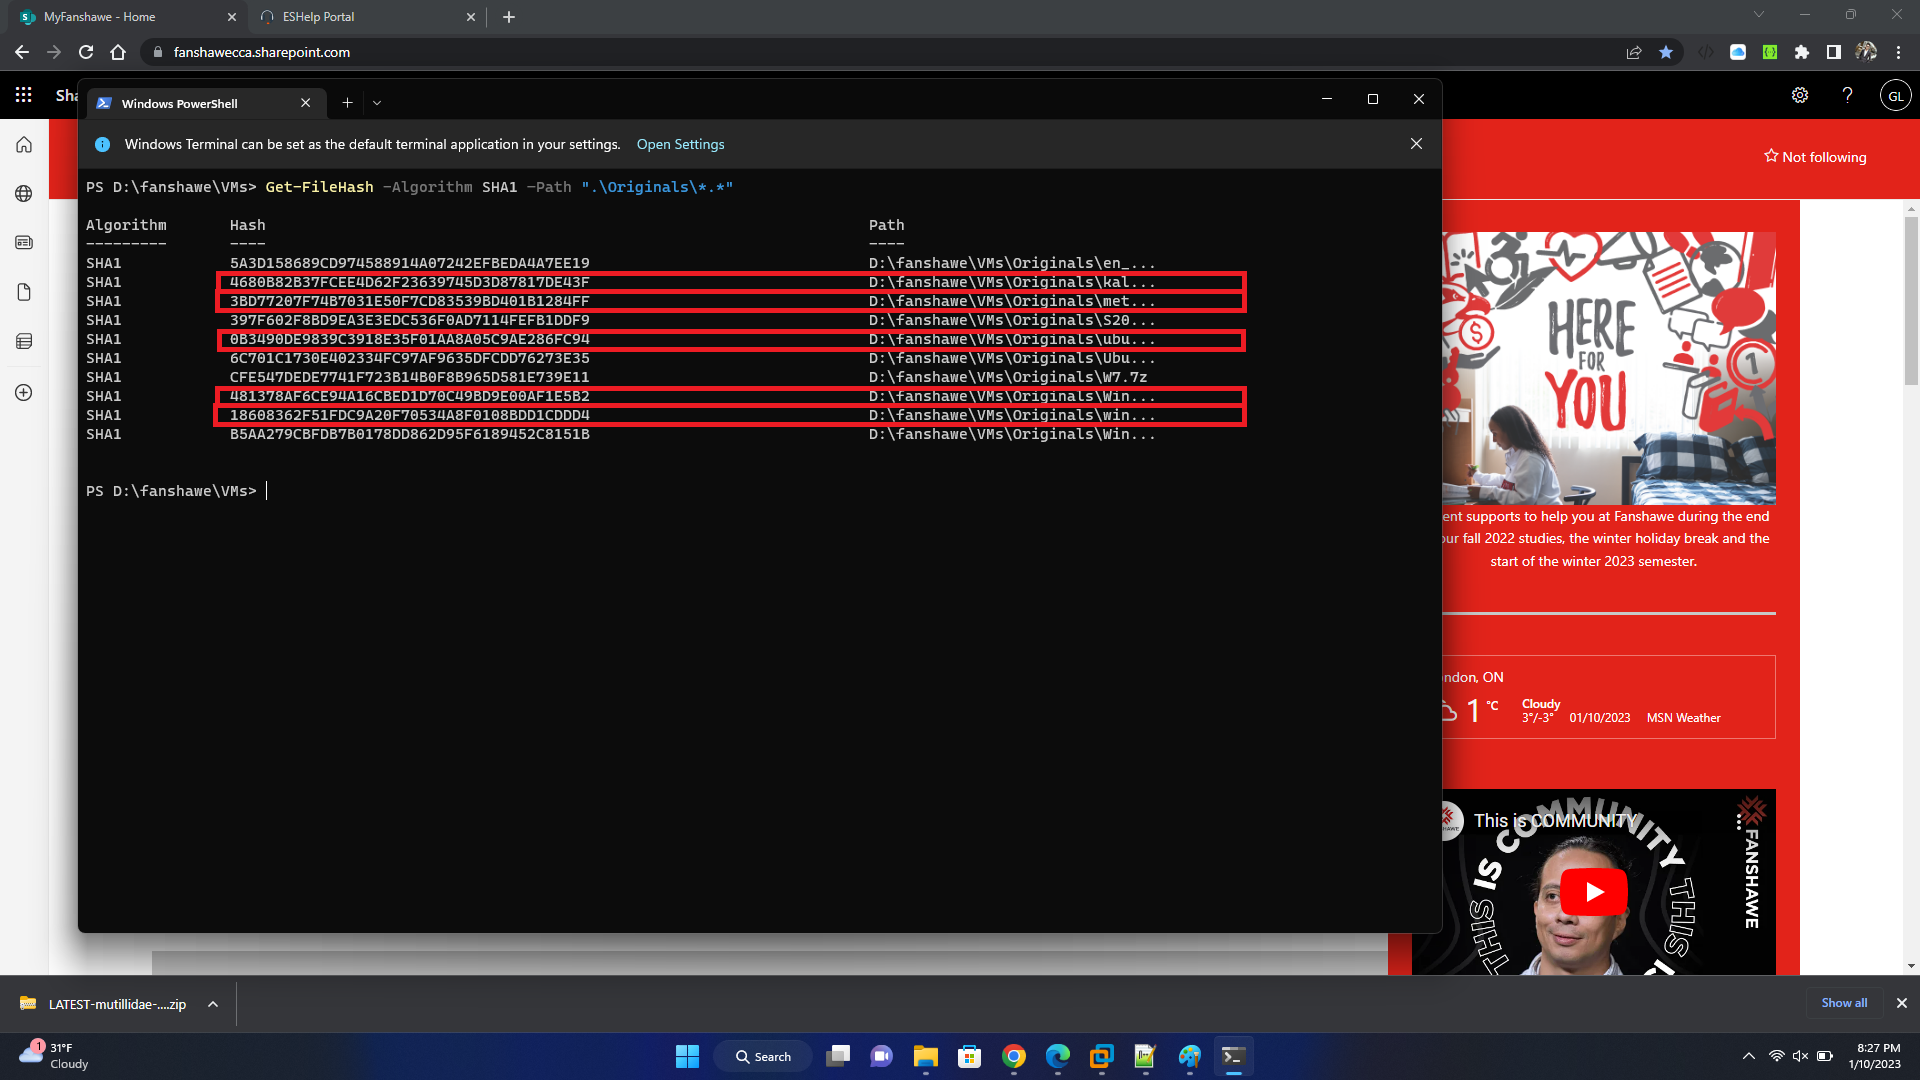 MyFanshawe - Home
ESHelp Portal
fanshawecca.sharepoint.com
Sha
GL
Windows PowerShell
Windows Terminal can be set as the default terminal application in your settings. Open Settings
Not following
PS D:\fanshawe\VMs> Get-FileHash -Algorithm SHA1 -Path ".\Originals\*.*"
Algorithm Hash Path
--------- ---- ----
SHA1 5A3D158689CD974588914A07242EFBEDA4A7EE19 D:\fanshawe\VMs\Originals\en_...
SHA1 4680B82B37FCEE4D62F23639745D3D87817DE43F D:\fanshawe\VMs\Originals\kal...
SHA1 3BD77207F74B7031E50F7CD83539BD401B1284FF D:\fanshawe\VMs\Originals\met...
SHA1 397F602F8BD9EA3E3EDC536F0AD7114FEFB1DDF9 D:\fanshawe\VMs\Originals\S20...
SHA1 0B3490DE9839C3918E35F01AA8A05C9AE286FC94 D:\fanshawe\VMs\Originals\ubu...
SHA1 6C701C1730E402334FC97AF9635DFCDD76273E35 D:\fanshawe\VMs\Originals\Ubu...
SHA1 CFE547DEDE7741F723B14B0F8B965D581E739E11 D:\fanshawe\VMs\Originals\W7.7z
SHA1 481378AF6CE94A16CBED1D70C49BD9E00AF1E5B2 D:\fanshawe\VMs\Originals\Win...
SHA1 18608362F51FDC9A20F70534A8F0108BDD1CDDD4 D:\fanshawe\VMs\Originals\win...
SHA1 B5AA279CBFDB7B0178DD862D95F6189452C8151B D:\fanshawe\VMs\Originals\Win...
PS D:\fanshawe\VMs>
HERE
FOR
YOU
1
ent supports to help you at Fanshawe during the end
our fall 2022 studies, the winter holiday break and the
start of the winter 2023 semester.
ndon, ON
1 °C
Cloudy
3°/-3° 01/10/2023 MSN Weather
This is COMMUNITY
THIS IS COMMUNITY
FANSHAWE
LATEST-mutillidae-....zip
Show all
1
31°F
Cloudy
Search
8:27 PM
1/10/2023